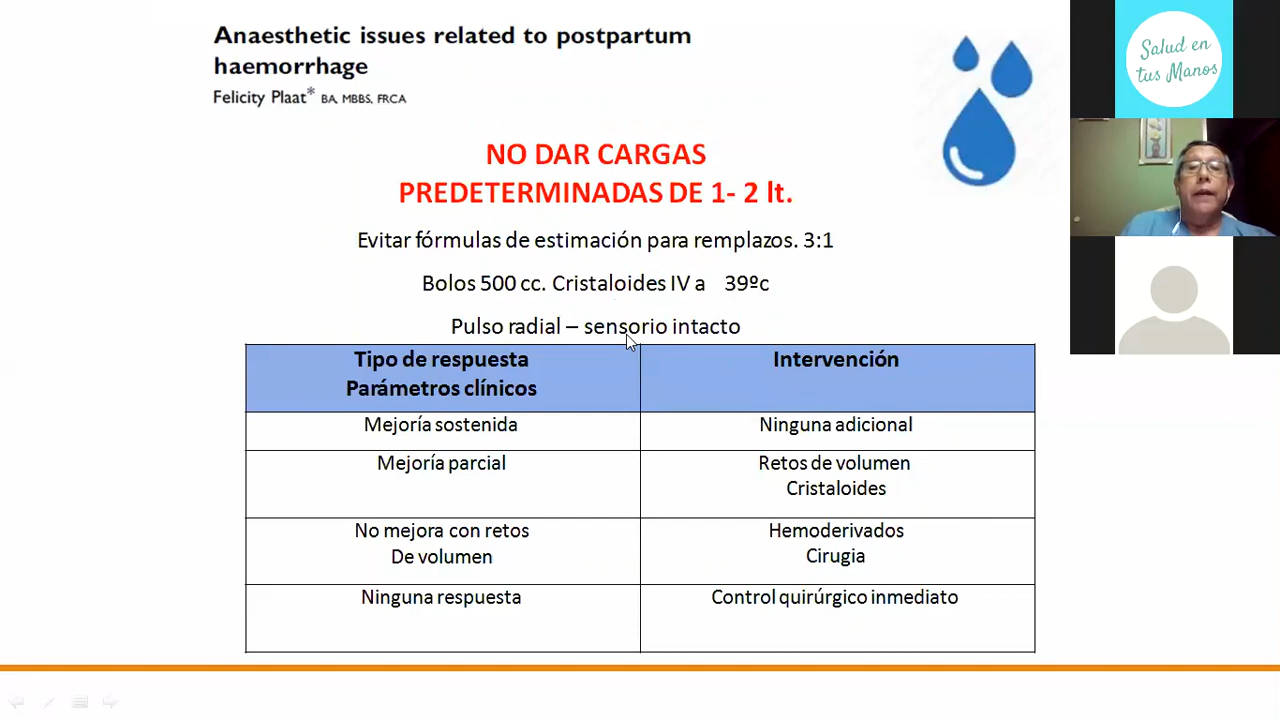 Anaesthetic issues related to postpartum
haemorrhage
Felicity Plaat* BA, MBBS, FRCA
NO DAR CARGAS
PREDETERMINADAS DE 1- 2 lt.
Evitar fórmulas de estimación para remplazos. 3:1
Bolos 500 cc. Cristaloides IV a 39ºc
Pulso radial – sensorio intacto
Tipo de respuesta
Parámetros clínicos
Intervención
Mejoría sostenida
Ninguna adicional
Mejoría parcial
Retos de volumen
Cristaloides
No mejora con retos
De volumen
Hemoderivados
Cirugia
Ninguna respuesta
Control quirúrgico inmediato
Salud en
tus Manos